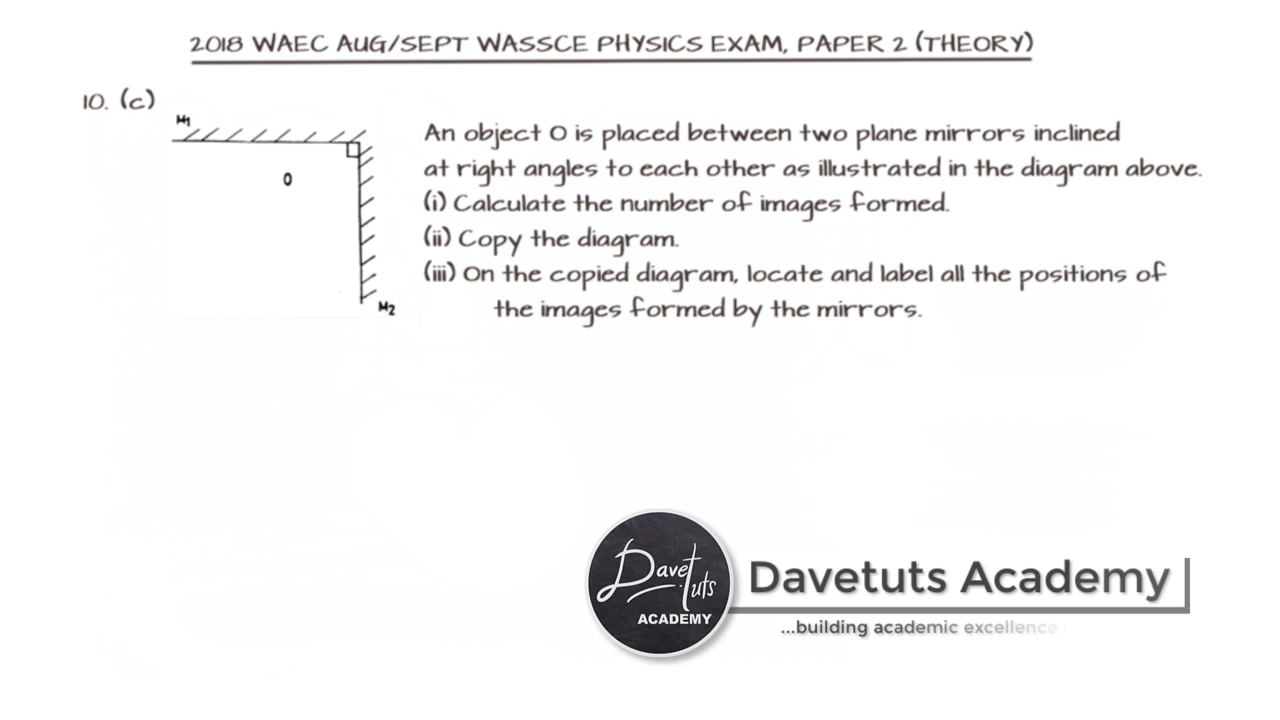 2018 WAEC AUG/SEPT WASSCE PHYSICS EXAM, PAPER 2 (THEORY)
10. (c)
M1
O
M2
An object O is placed between two plane mirrors inclined
at right angles to each other as illustrated in the diagram above.
(i) Calculate the number of images formed.
(ii) Copy the diagram.
(iii) On the copied diagram, locate and label all the positions of
the images formed by the mirrors.
Davetuts
ACADEMY
Davetuts Academy
...building academic excellence